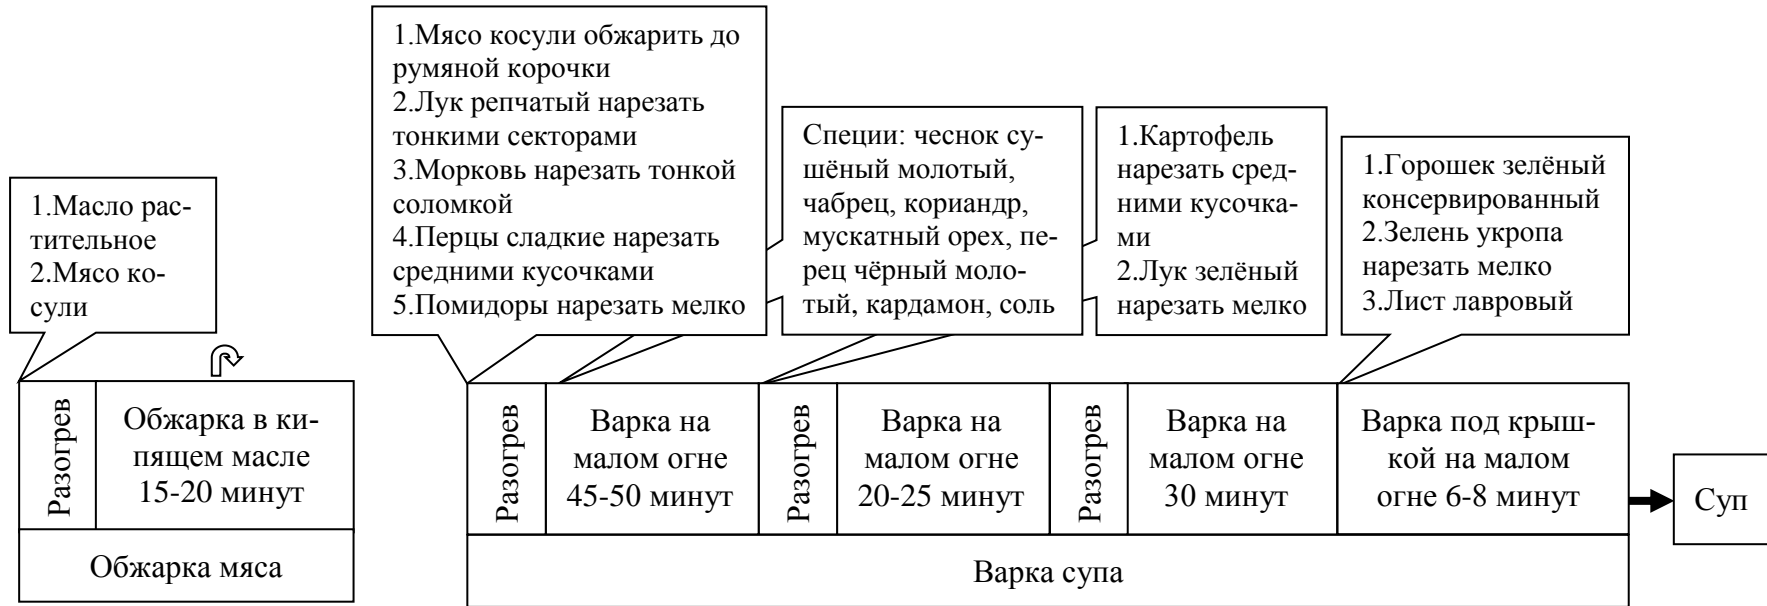 1.Масло рас-
тительное
2.Мясо ко-
сули
1.Мясо косули обжарить до
румяной корочки
2.Лук репчатый нарезать
тонкими секторами
3.Морковь нарезать тонкой
соломкой
4.Перцы сладкие нарезать
средними кусочками
5.Помидоры нарезать мелко
Специи: чеснок су-
шёный молотый,
чабрец, кориандр,
мускатный орех, пе-
рец чёрный моло-
тый, кардамон, соль
1.Картофель
нарезать сред-
ними кусочка-
ми
2.Лук зелёный
нарезать мелко
1.Горошек зелёный
консервированный
2.Зелень укропа
нарезать мелко
3.Лист лавровый
Разогрев
Обжарка в ки-
пящем масле
15-20 минут
Обжарка мяса
Разогрев
Варка на
малом огне
45-50 минут
Разогрев
Варка на
малом огне
20-25 минут
Разогрев
Варка на
малом огне
30 минут
Варка под крыш-
кой на малом
огне 6-8 минут
Варка супа
Суп